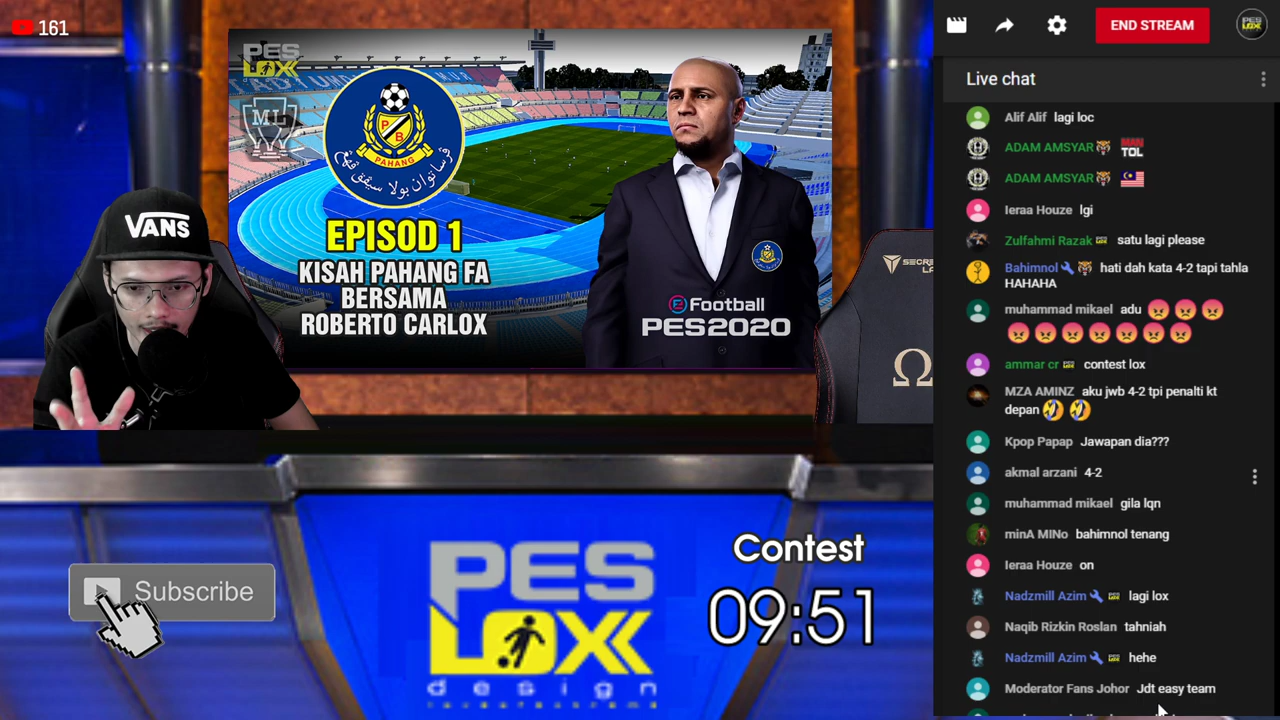 161
PES
LOX
ML
P B
PAHANG
EPISOD 1
KISAH PAHANG FA
BERSAMA
ROBERTO CARLOX
eFootball
PES2020
VANS
SECRE
LA
Ω
Subscribe
PES
LOX
design
Contest
09:51
END STREAM
Live chat
Alif Alif lagi loc
ADAM AMSYAR MAN TOL
ADAM AMSYAR
Ieraa Houze lgi
Zulfahmi Razak satu lagi please
Bahimnol hati dah kata 4-2 tapi tahla
HAHAHA
muhammad mikael adu 😡 😡 😡
😡 😡 😡 😡 😡 😡 😡
ammar cr contest lox
MZA AMINZ aku jwb 4-2 tpi penalti kt
depan 🤣 🤣
Kpop Papap Jawapan dia???
akmal arzani 4-2
muhammad mikael gila lqn
minA MINo bahimnol tenang
Ieraa Houze on
Nadzmill Azim lagi lox
Naqib Rizkin Roslan tahniah
Nadzmill Azim hehe
Moderator Fans Johor Jdt easy team